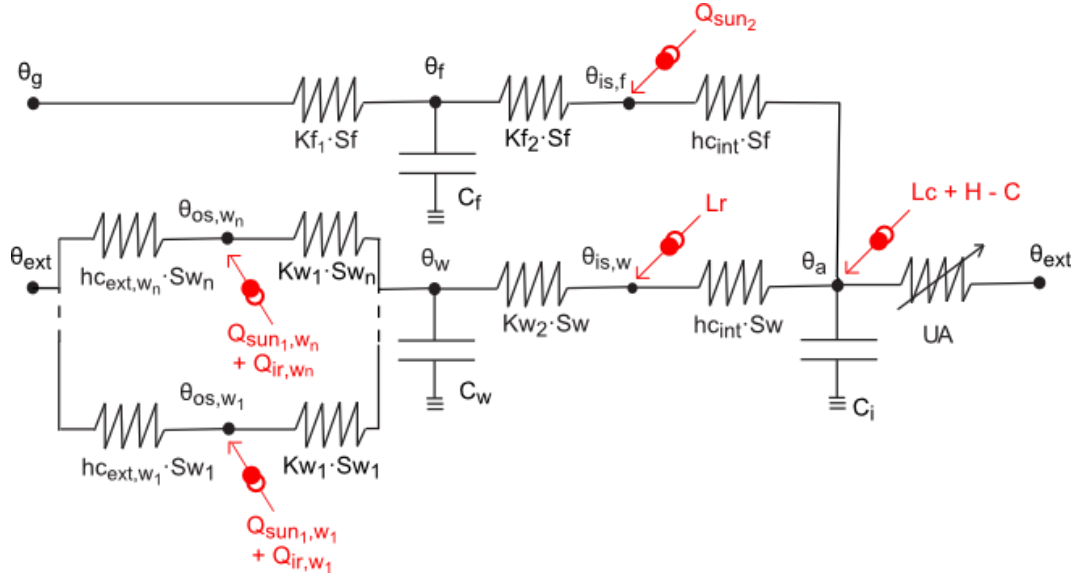 Qsun₂
θg
θf
θis,f
Kf₁·Sf
Kf₂·Sf
hcint·Sf
Cf
Lr
Lc + H - C
θext
θos,wn
θw
θis,w
θa
θext
hcext,wn·Swn
Kw₁·Swn
Kw₂·Sw
hcint·Sw
UA
Qsun₁,wn
+ Qir,wn
Cw
Ci
θos,w₁
hcext,w₁·Sw₁
Kw₁·Sw₁
Qsun₁,w₁
+ Qir,w₁